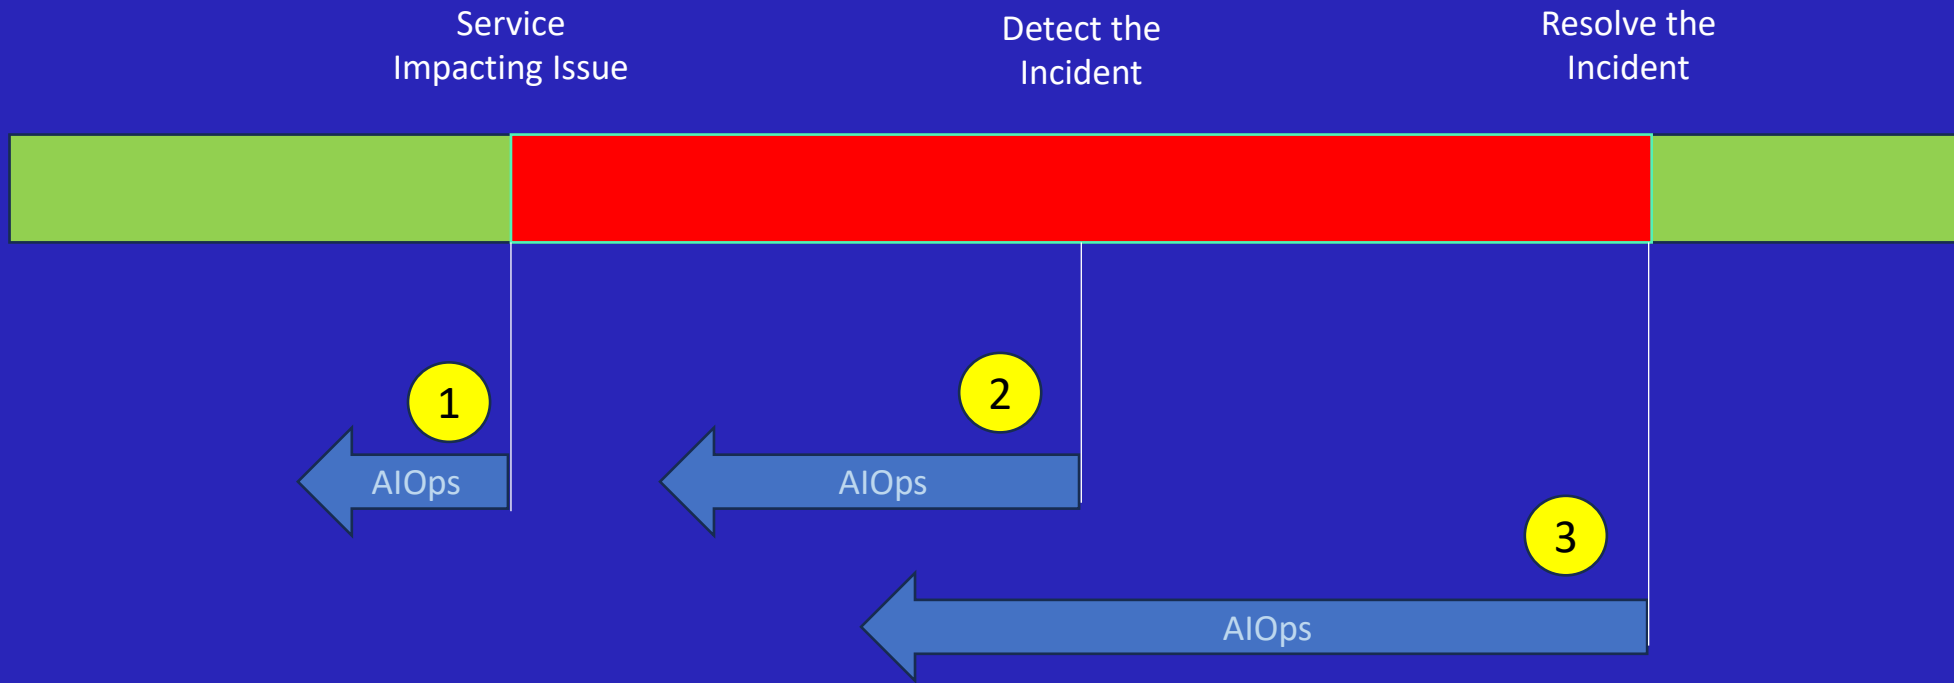 Service
Impacting Issue
Detect the
Incident
Resolve the
Incident
1
2
AIOps
AIOps
3
AIOps